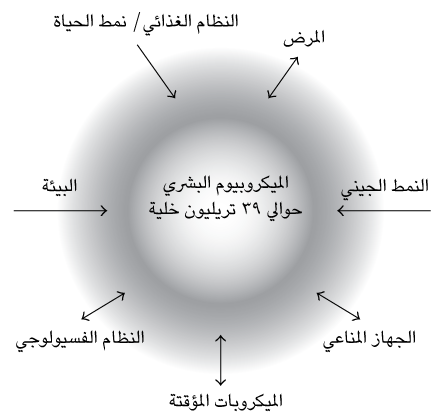 النظام الغذائي/ نمط الحياة
المرض
النمط الجيني
الميكروبيوم البشري
حوالي ٣٩ تريليون خلية
البيئة
الجهاز المناعي
النظام الفسيولوجي
الميكروبات المؤقتة